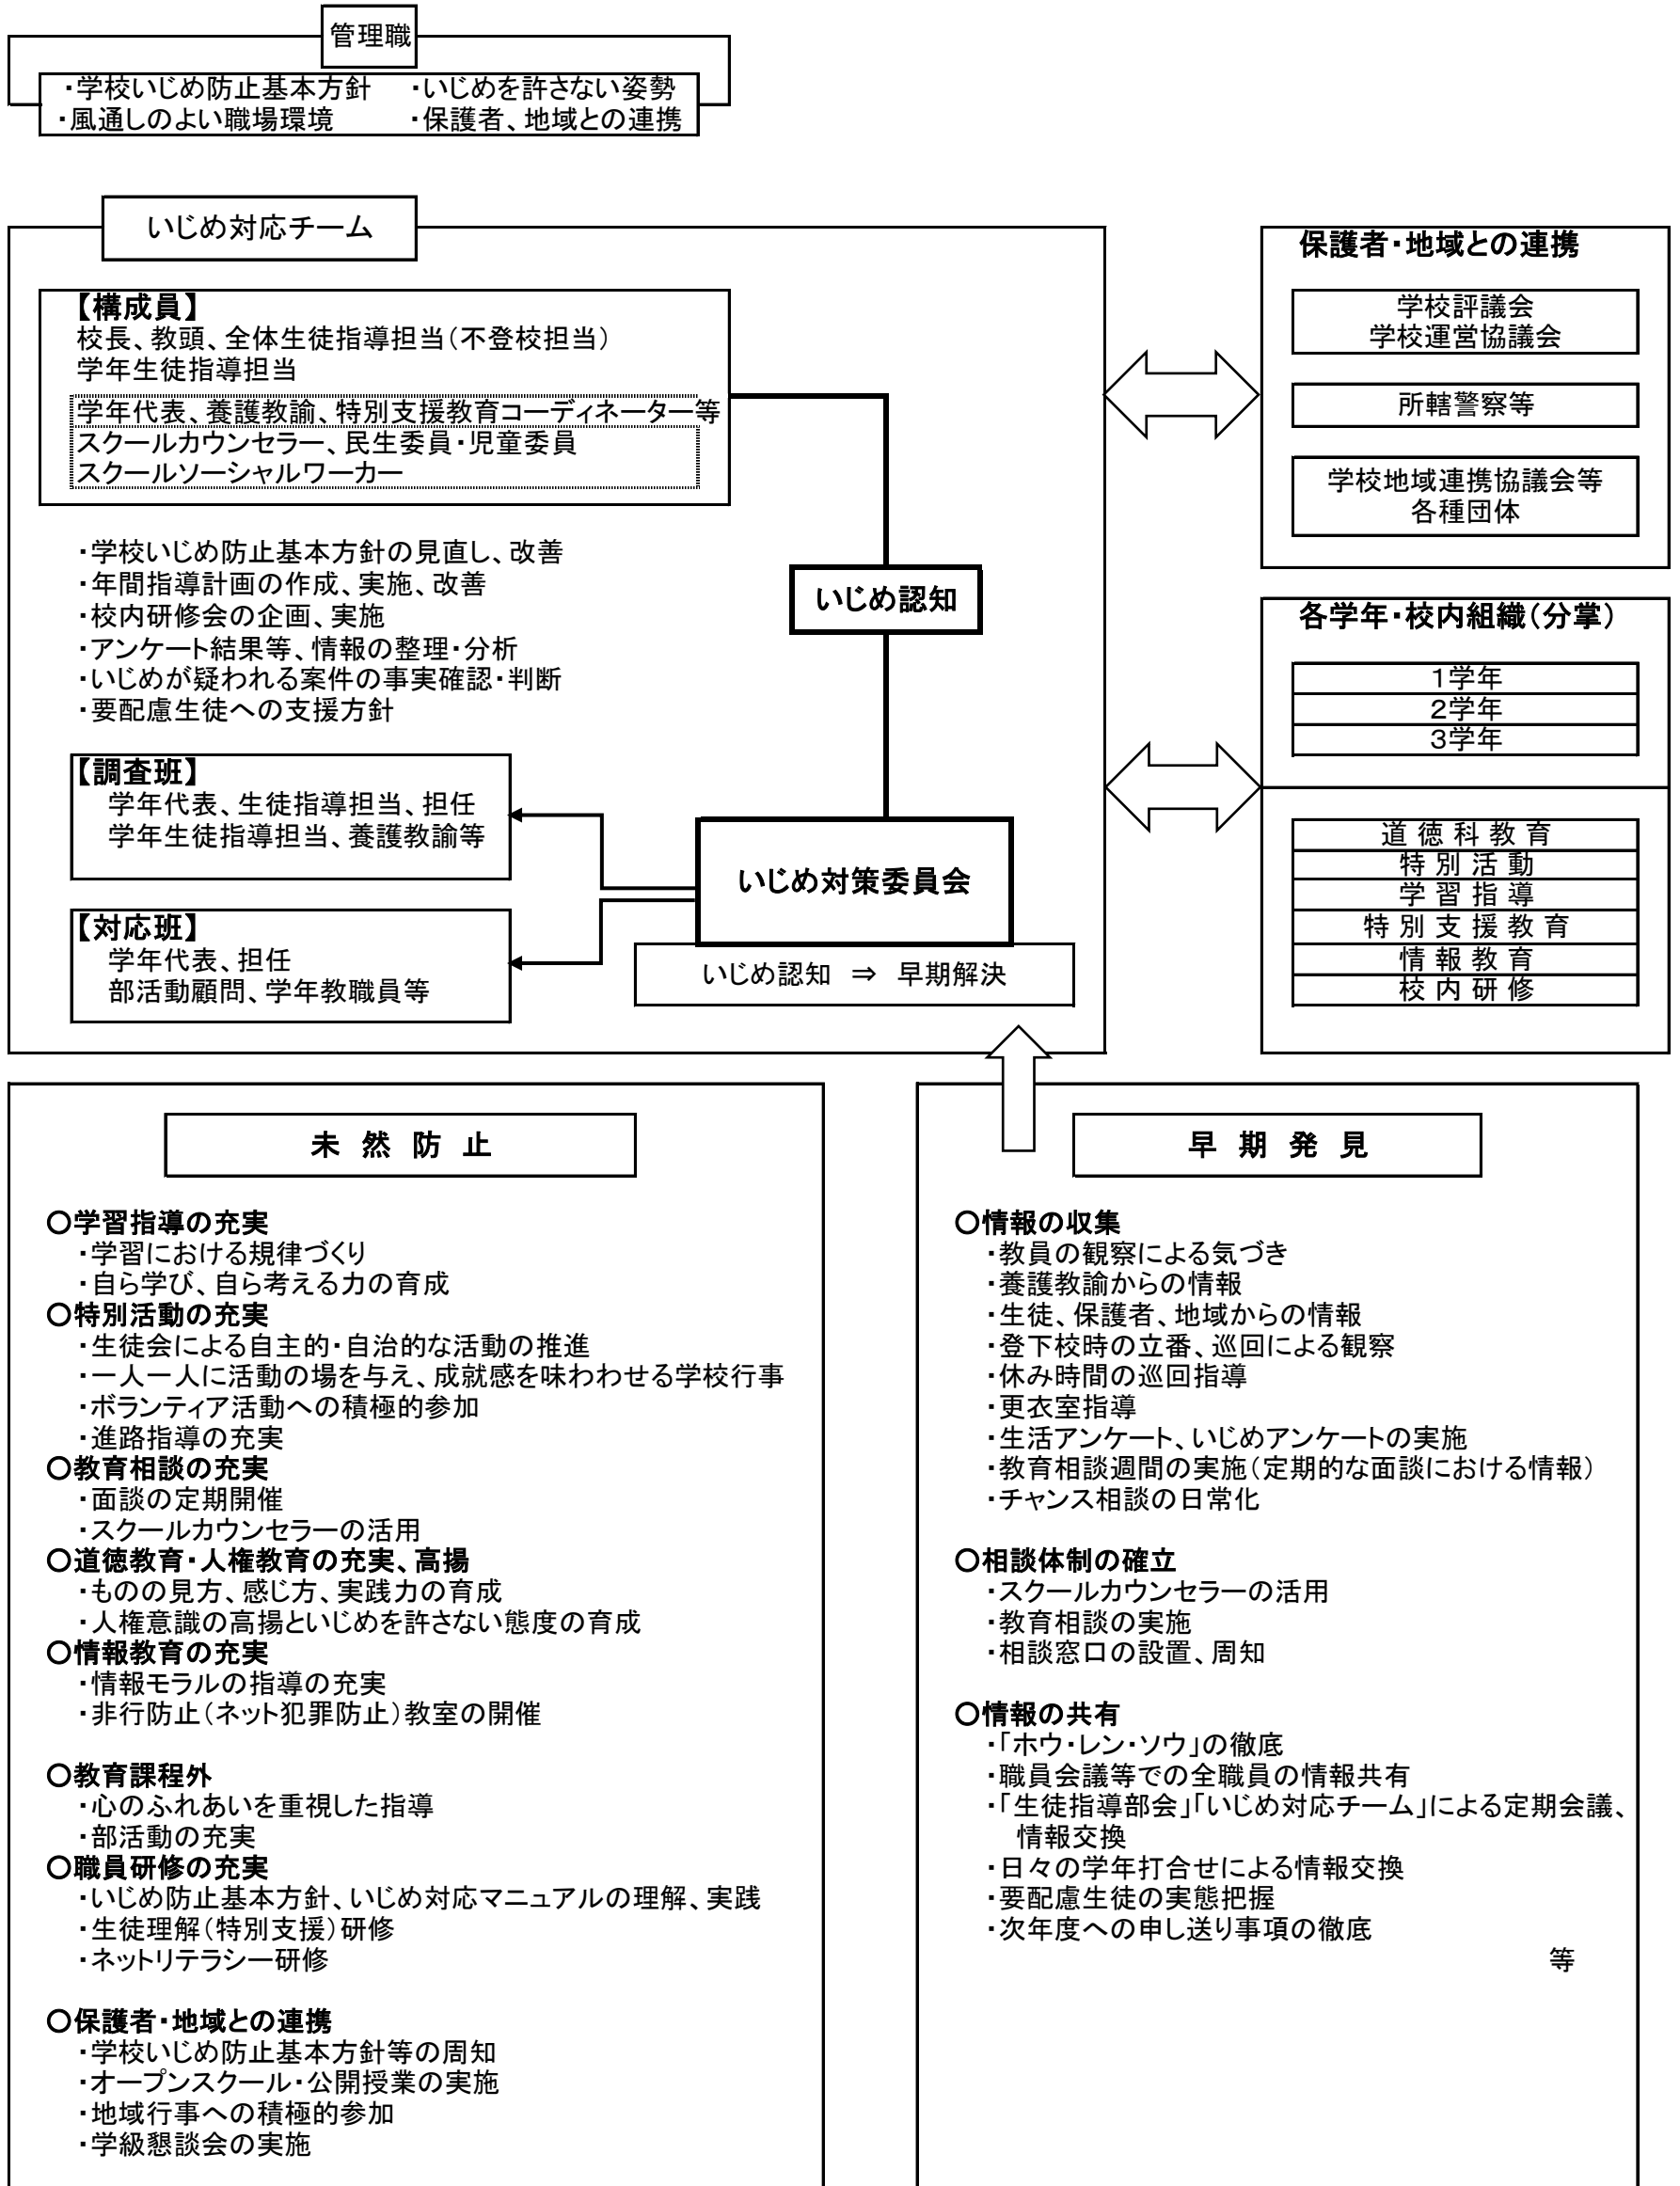 管理職
・学校いじめ防止基本方針　・いじめを許さない姿勢
・風通しのよい職場環境　・保護者、地域との連携
いじめ対応チーム
【構成員】
校長、教頭、全体生徒指導担当（不登校担当）
学年生徒指導担当
学年代表、養護教諭、特別支援教育コーディネーター等
スクールカウンセラー、民生委員・児童委員
スクールソーシャルワーカー
・学校いじめ防止基本方針の見直し、改善
・年間指導計画の作成、実施、改善
・校内研修会の企画、実施
・アンケート結果等、情報の整理・分析
・いじめが疑われる案件の事実確認・判断
・要配慮生徒への支援方針
いじめ認知
【調査班】
学年代表、生徒指導担当、担任
学年生徒指導担当、養護教諭等
いじめ対策委員会
【対応班】
学年代表、担任
部活動顧問、学年教職員等
いじめ認知 ⇒ 早期解決
保護者・地域との連携
学校評議会
学校運営協議会
所轄警察等
学校地域連携協議会等
各種団体
各学年・校内組織（分掌）
１学年
２学年
３学年
道徳科教育
特別活動
学習指導
特別支援教育
情報教育
校内研修
未然防止
○学習指導の充実
・学習における規律づくり
・自ら学び、自ら考える力の育成
○特別活動の充実
・生徒会による自主的・自治的な活動の推進
・一人一人に活動の場を与え、成就感を味わわせる学校行事
・ボランティア活動への積極的参加
・進路指導の充実
○教育相談の充実
・面談の定期開催
・スクールカウンセラーの活用
○道徳教育・人権教育の充実、高揚
・ものの見方、感じ方、実践力の育成
・人権意識の高揚といじめを許さない態度の育成
○情報教育の充実
・情報モラルの指導の充実
・非行防止（ネット犯罪防止）教室の開催
○教育課程外
・心のふれあいを重視した指導
・部活動の充実
○職員研修の充実
・いじめ防止基本方針、いじめ対応マニュアルの理解、実践
・生徒理解（特別支援）研修
・ネットリテラシー研修
○保護者・地域との連携
・学校いじめ防止基本方針等の周知
・オープンスクール・公開授業の実施
・地域行事への積極的参加
・学級懇談会の実施
早期発見
○情報の収集
・教員の観察による気づき
・養護教諭からの情報
・生徒、保護者、地域からの情報
・登下校時の立番、巡回による観察
・休み時間の巡回指導
・更衣室指導
・生活アンケート、いじめアンケートの実施
・教育相談週間の実施（定期的な面談における情報）
・チャンス相談の日常化
○相談体制の確立
・スクールカウンセラーの活用
・教育相談の実施
・相談窓口の設置、周知
○情報の共有
・「ホウ・レン・ソウ」の徹底
・職員会議等での全職員の情報共有
・「生徒指導部会」「いじめ対応チーム」による定期会議、
情報交換
・日々の学年打合せによる情報交換
・要配慮生徒の実態把握
・次年度への申し送り事項の徹底
等